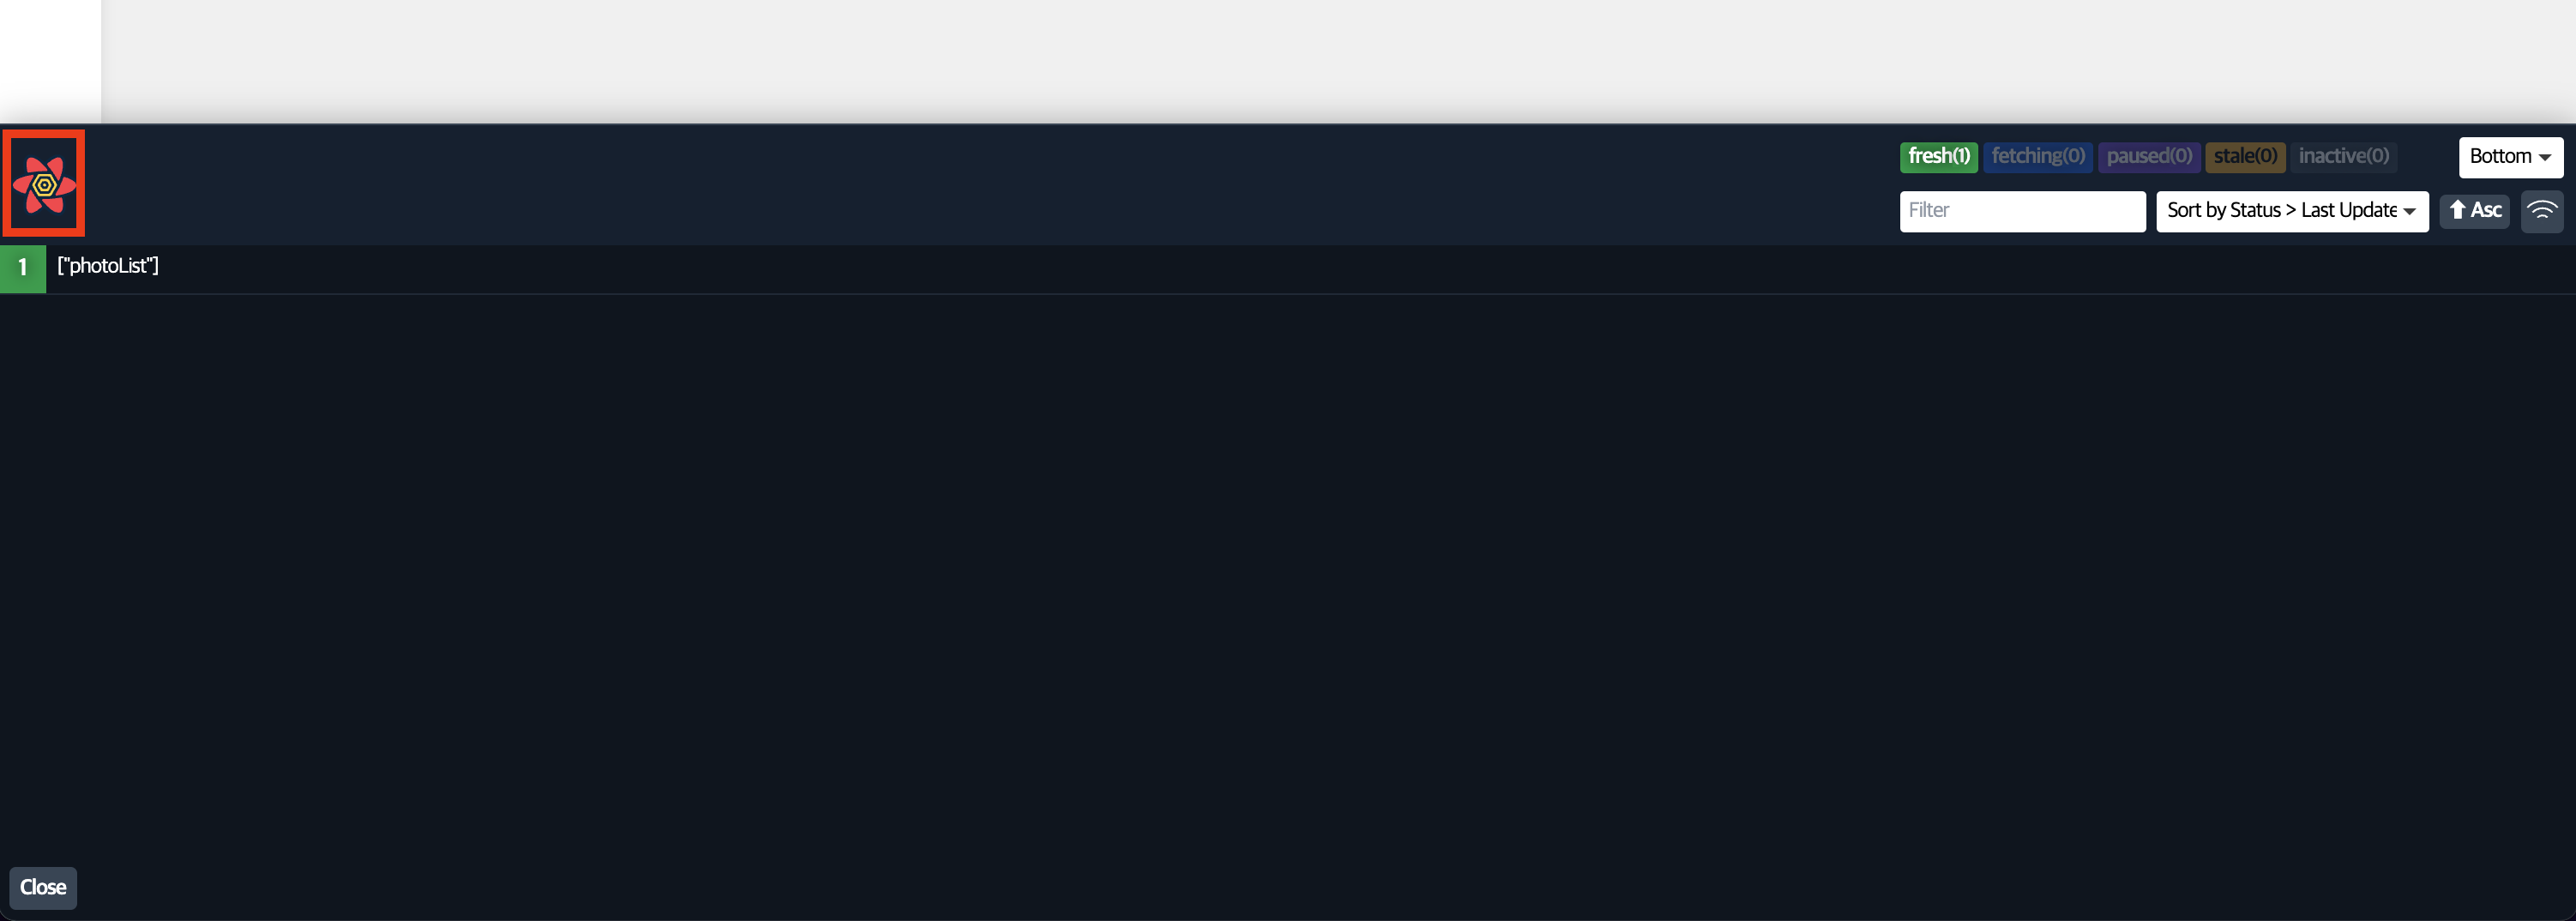 fresh(1) fetching(0) paused(0) stale(0) inactive(0) Bottom
Filter Sort by Status > Last Update Asc
1 ["photoList"]
Close